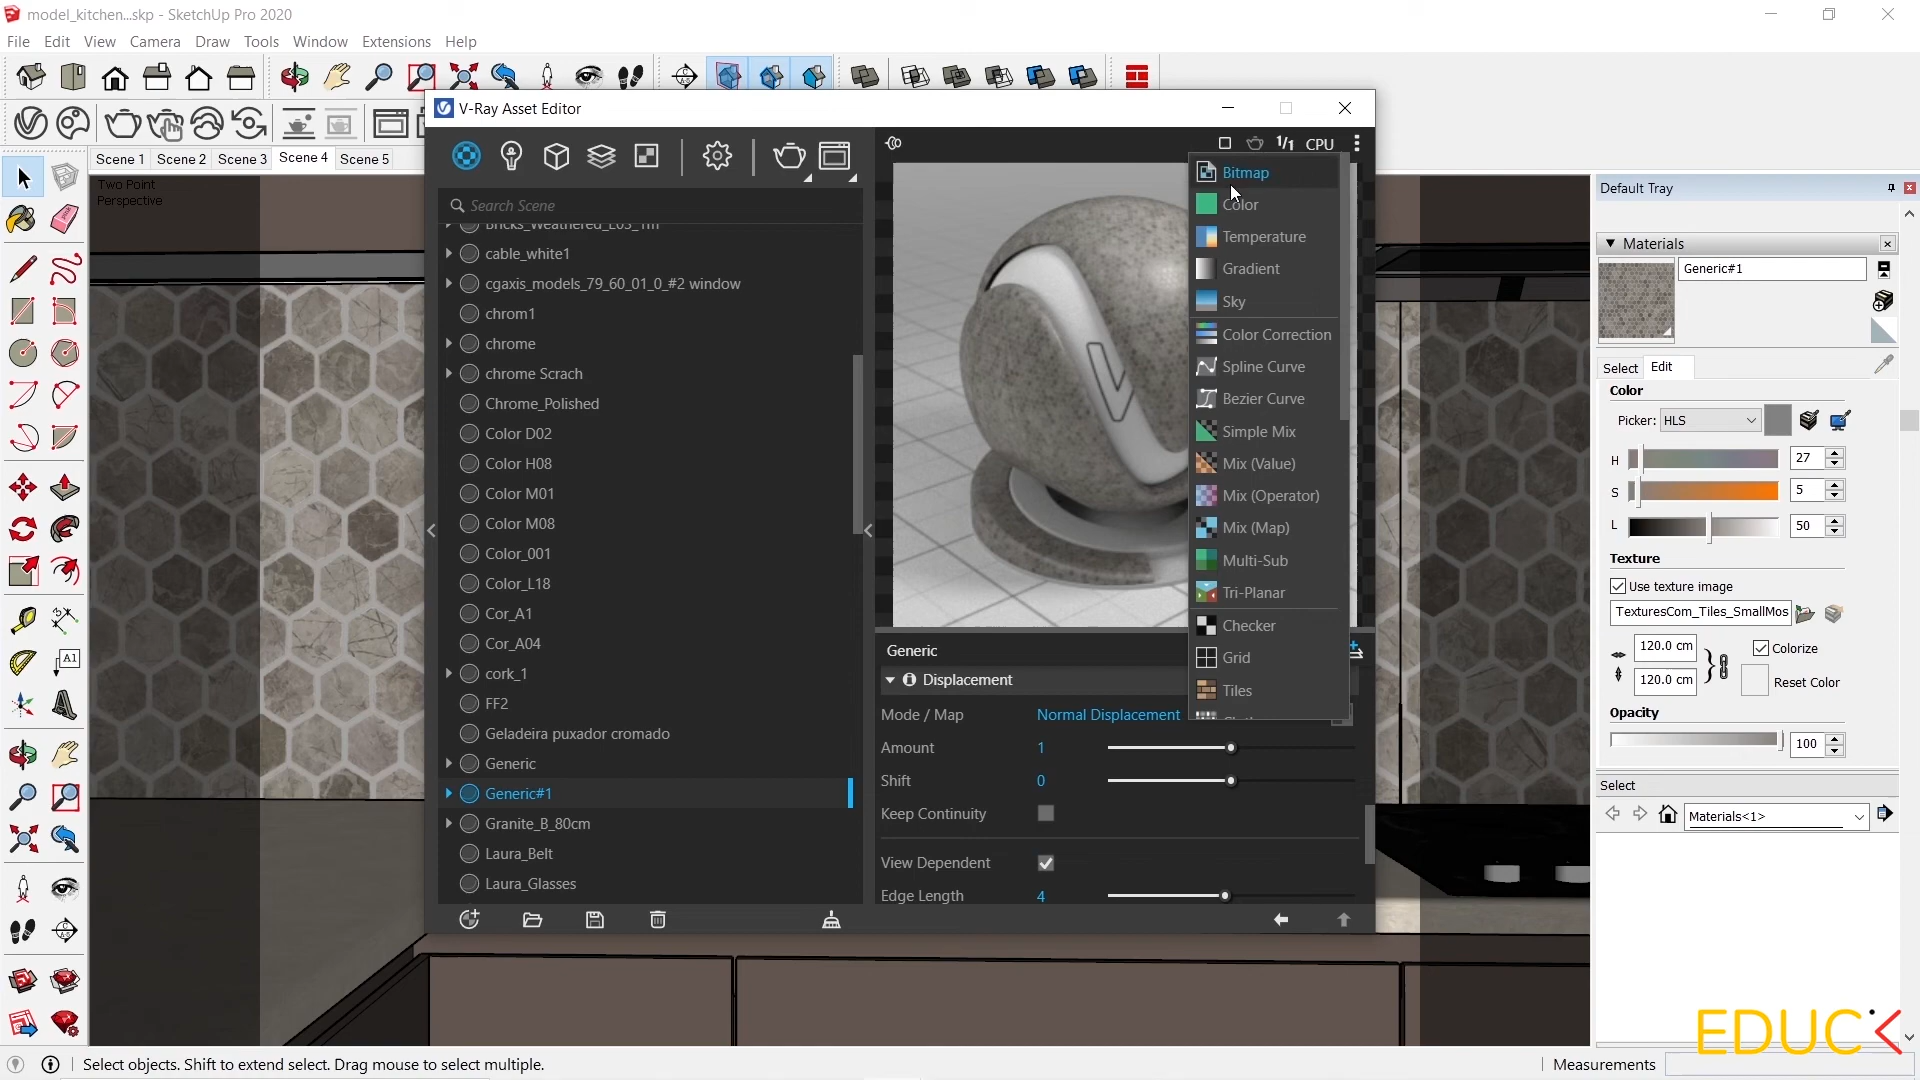 model_kitchen...skp - SketchUp Pro 2020
File Edit View Camera Draw Tools Window Extensions Help
Scene 1 Scene 2 Scene 3 Scene 4 Scene 5
Two Point
Perspective
V-Ray Asset Editor
1/1 CPU
Search Scene
Bricks_Weathered_E03_1m
cable_white1
cgaxis_models_79_60_01_0_#2 window
chrom1
chrome
chrome Scrach
Chrome_Polished
Color D02
Color H08
Color M01
Color M08
Color_001
Color_L18
Cor_A1
Cor_A04
cork_1
FF2
Geladeira puxador cromado
Generic
Generic#1
Granite_B_80cm
Laura_Belt
Laura_Glasses
Bitmap
Color
Temperature
Gradient
Sky
Color Correction
Spline Curve
Bezier Curve
Simple Mix
Mix (Value)
Mix (Operator)
Mix (Map)
Multi-Sub
Tri-Planar
Checker
Grid
Tiles
Generic
Displacement
Mode / Map Normal Displacement
Amount 1
Shift 0
Keep Continuity
View Dependent
Edge Length 4
Default Tray
Materials
Generic#1
Select Edit
Color
Picker: HLS
H 27
S 5
L 50
Texture
Use texture image
TexturesCom_Tiles_SmallMos
120.0 cm Colorize
120.0 cm Reset Color
Opacity
100
Select
Materials<1>
A1
EDUC
Select objects. Shift to extend select. Drag mouse to select multiple.
Measurements